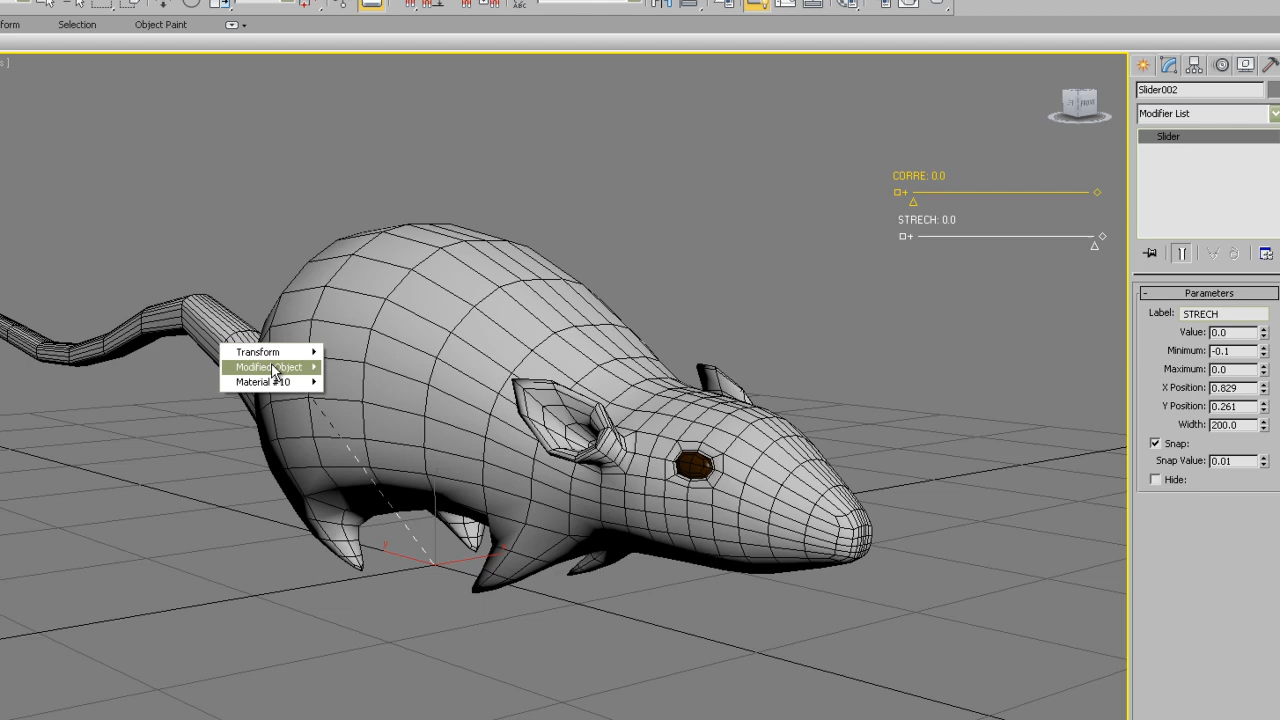 form Selection Object Paint
s ]
Slider002
Modifier List
Slider
CORRE: 0.0
STRECH: 0.0
Parameters
Label: STRECH
Value: 0.0
Minimum: -0.1
Maximum: 0.0
X Position: 0.829
Y Position: 0.261
Width: 200.0
Snap:
Snap Value: 0.01
Hide:
Transform
Modified Object
Material #10